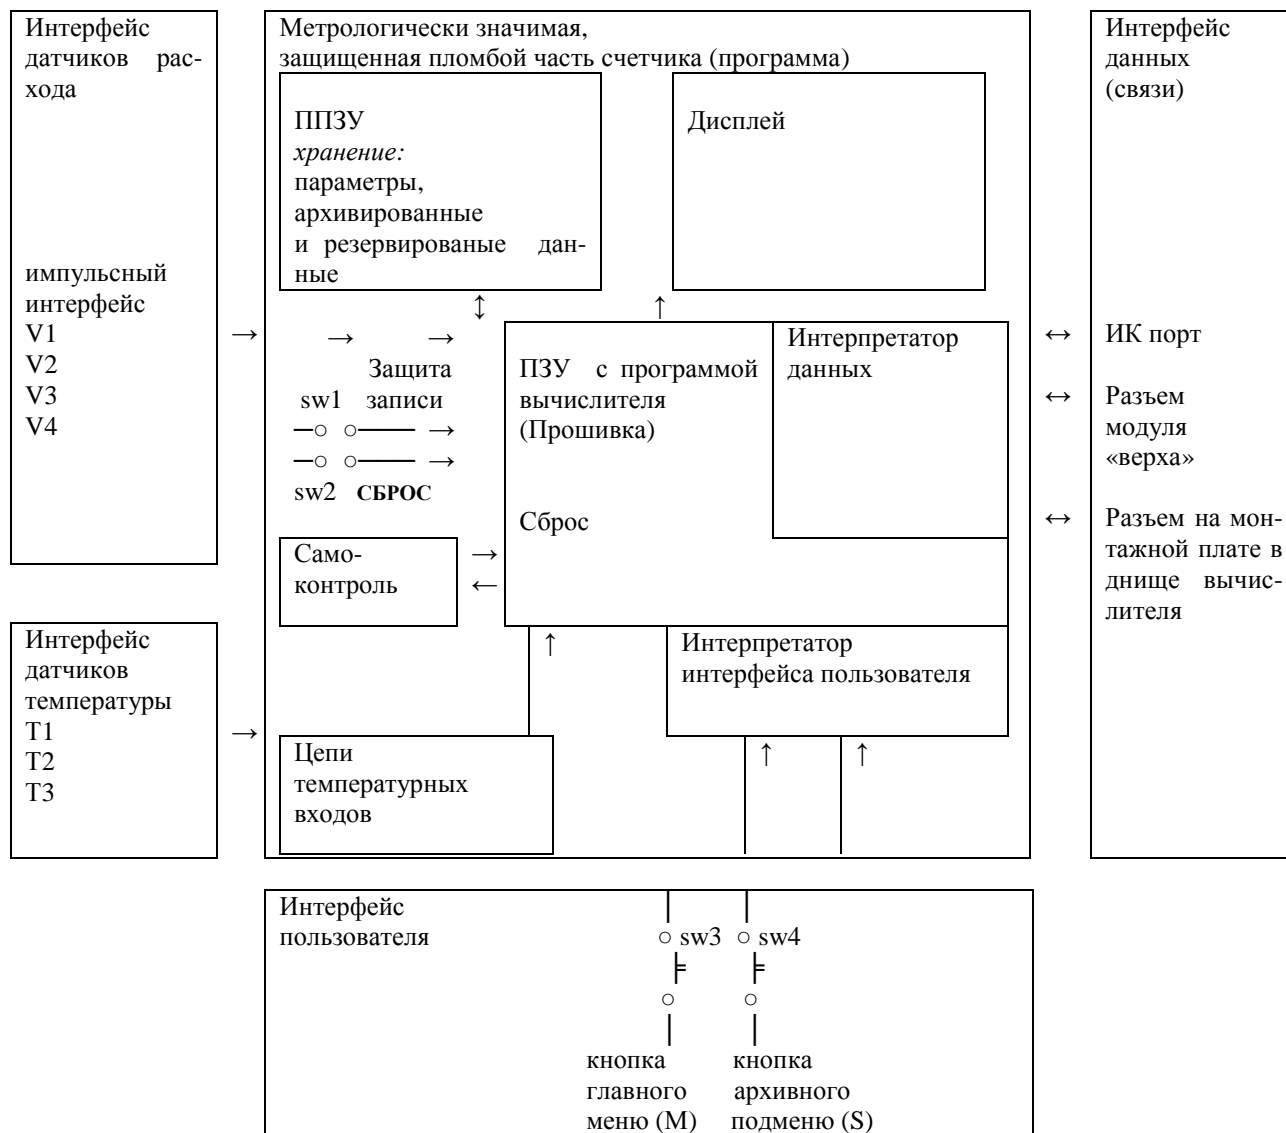 Интерфейс
датчиков рас-
хода
импульсный
интерфейс
V1
V2
V3
V4
Интерфейс
датчиков
температуры
T1
T2
T3
Метрологически значимая,
защищенная пломбой часть счетчика (программа)
ППЗУ
хранение:
параметры,
архивированные
и резервированые дан-
ные
Дисплей
Защита
sw1 записи
sw2 СБРОС
ПЗУ с программой
вычислителя
(Прошивка)
Сброс
Интерпретатор
данных
Само-
контроль
Интерпретатор
интерфейса пользователя
Цепи
температурных
входов
Интерфейс
данных
(связи)
ИК порт
Разъем
модуля
«верха»
Разъем на мон-
тажной плате в
днище вычис-
лителя
Интерфейс
пользователя
sw3 sw4
кнопка
главного
меню (M)
кнопка
архивного
подменю (S)